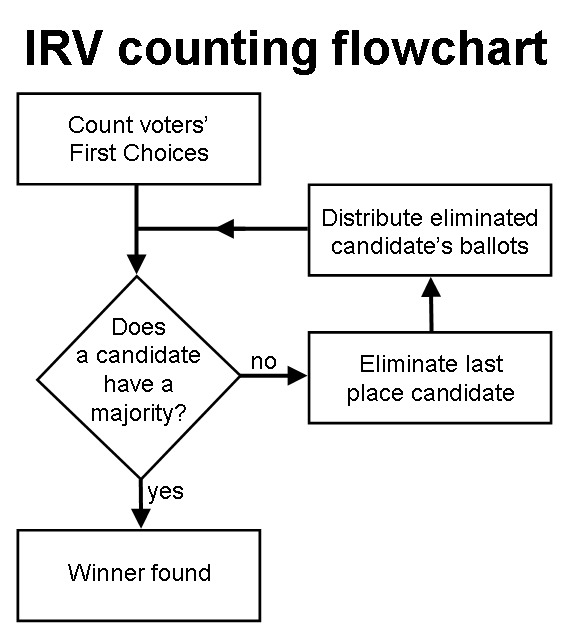 IRV counting flowchart
Count voters’
First Choices
Distribute eliminated
candidate’s ballots
Does
a candidate
have a
majority?
no
Eliminate last
place candidate
yes
Winner found